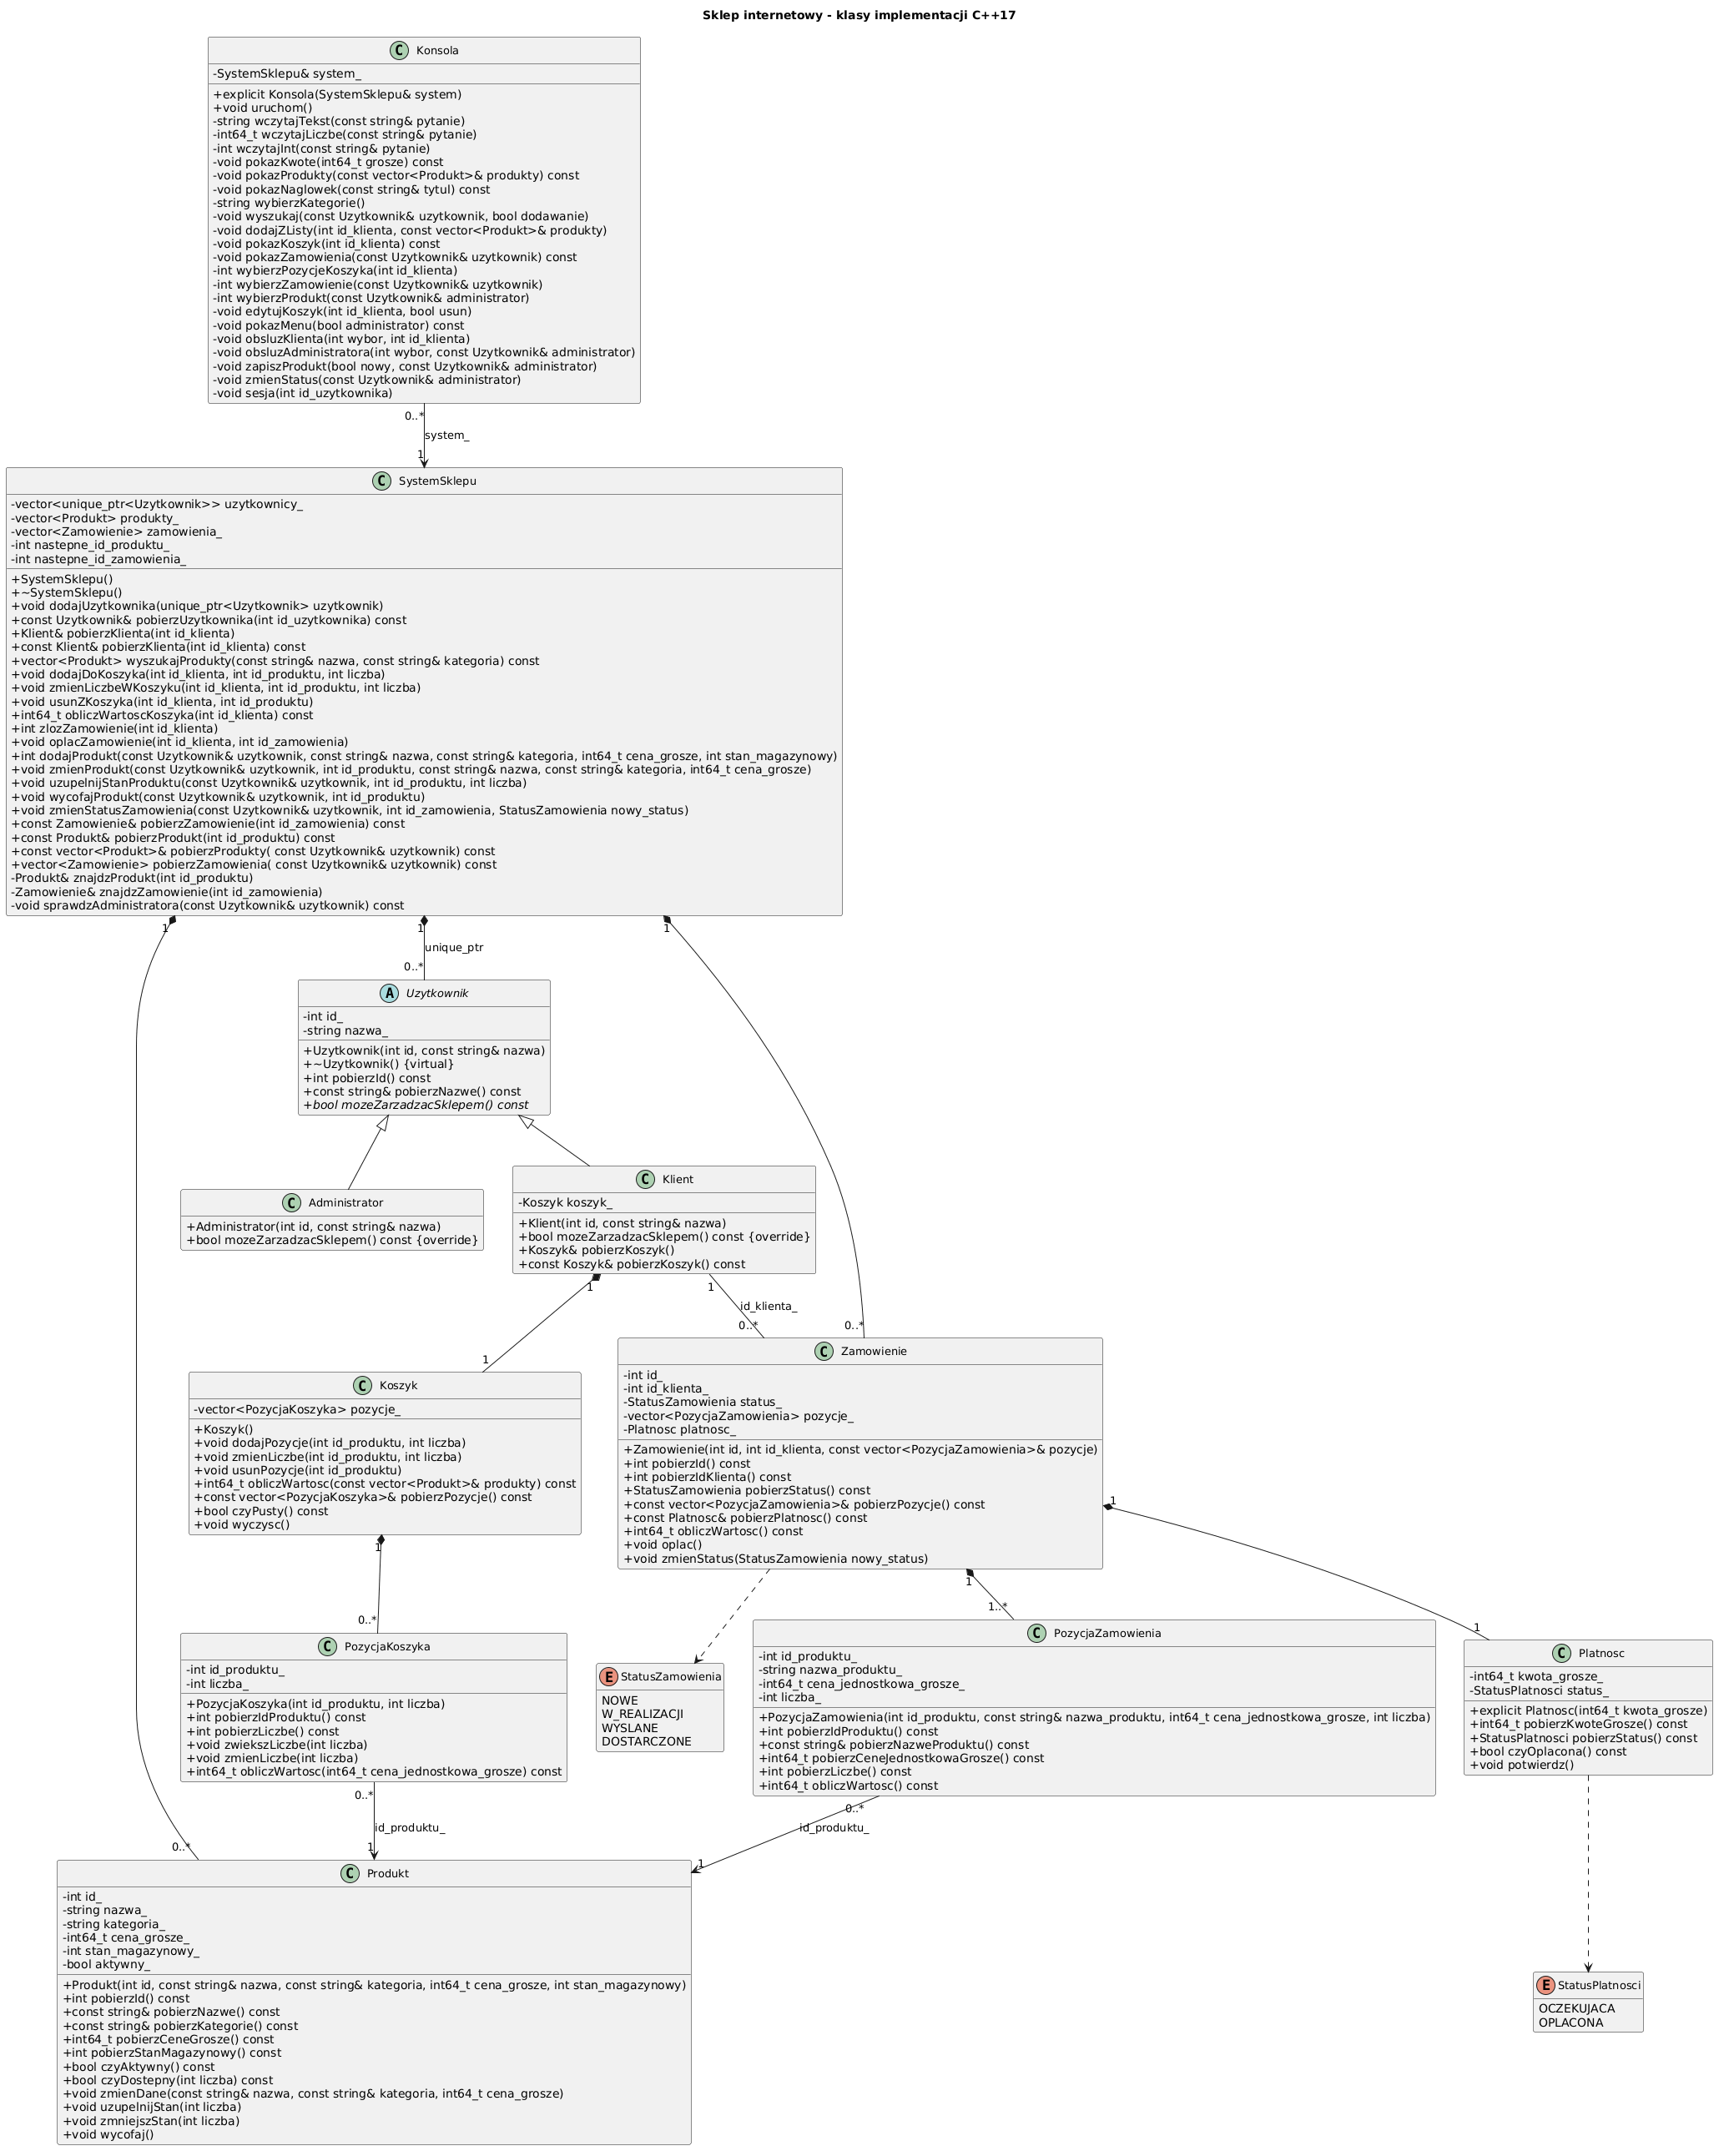 Sklep internetowy - klasy implementacji C++17
C Konsola
-SystemSklepu& system_
+explicit Konsola(SystemSklepu& system)
+void uruchom()
-string wczytajTekst(const string& pytanie)
-int64_t wczytajLiczbe(const string& pytanie)
-int wczytajInt(const string& pytanie)
-void pokazKwote(int64_t grosze) const
-void pokazProdukty(const vector<Produkt>& produkty) const
-void pokazNaglowek(const string& tytul) const
-string wybierzKategorie()
-void wyszukaj(const Uzytkownik& uzytkownik, bool dodawanie)
-void dodajZListy(int id_klienta, const vector<Produkt>& produkty)
-void pokazKoszyk(int id_klienta) const
-void pokazZamowienia(const Uzytkownik& uzytkownik) const
-int wybierzPozycjeKoszyka(int id_klienta)
-int wybierzZamowienie(const Uzytkownik& uzytkownik)
-int wybierzProdukt(const Uzytkownik& administrator)
-void edytujKoszyk(int id_klienta, bool usun)
-void pokazMenu(bool administrator) const
-void obsluzKlienta(int wybor, int id_klienta)
-void obsluzAdministratora(int wybor, const Uzytkownik& administrator)
-void zapiszProdukt(bool nowy, const Uzytkownik& administrator)
-void zmienStatus(const Uzytkownik& administrator)
-void sesja(int id_uzytkownika)
0..*
system_
1
C SystemSklepu
-vector<unique_ptr<Uzytkownik>> uzytkownicy_
-vector<Produkt> produkty_
-vector<Zamowienie> zamowienia_
-int nastepne_id_produktu_
-int nastepne_id_zamowienia_
+SystemSklepu()
+~SystemSklepu()
+void dodajUzytkownika(unique_ptr<Uzytkownik> uzytkownik)
+const Uzytkownik& pobierzUzytkownika(int id_uzytkownika) const
+Klient& pobierzKlienta(int id_klienta)
+const Klient& pobierzKlienta(int id_klienta) const
+vector<Produkt> wyszukajProdukty(const string& nazwa, const string& kategoria) const
+void dodajDoKoszyka(int id_klienta, int id_produktu, int liczba)
+void zmienLiczbeWKoszyku(int id_klienta, int id_produktu, int liczba)
+void usunZKoszyka(int id_klienta, int id_produktu)
+int64_t obliczWartoscKoszyka(int id_klienta) const
+int zlozZamowienie(int id_klienta)
+void oplacZamowienie(int id_klienta, int id_zamowienia)
+int dodajProdukt(const Uzytkownik& uzytkownik, const string& nazwa, const string& kategoria, int64_t cena_grosze, int stan_magazynowy)
+void zmienProdukt(const Uzytkownik& uzytkownik, int id_produktu, const string& nazwa, const string& kategoria, int64_t cena_grosze)
+void uzupelnijStanProduktu(const Uzytkownik& uzytkownik, int id_produktu, int liczba)
+void wycofajProdukt(const Uzytkownik& uzytkownik, int id_produktu)
+void zmienStatusZamowienia(const Uzytkownik& uzytkownik, int id_zamowienia, StatusZamowienia nowy_status)
+const Zamowienie& pobierzZamowienie(int id_zamowienia) const
+const Produkt& pobierzProdukt(int id_produktu) const
+const vector<Produkt>& pobierzProdukty( const Uzytkownik& uzytkownik) const
+vector<Zamowienie> pobierzZamowienia( const Uzytkownik& uzytkownik) const
-Produkt& znajdzProdukt(int id_produktu)
-Zamowienie& znajdzZamowienie(int id_zamowienia)
-void sprawdzAdministratora(const Uzytkownik& uzytkownik) const
1 1 1
unique_ptr
0..*
A Uzytkownik
-int id_
-string nazwa_
+Uzytkownik(int id, const string& nazwa)
+~Uzytkownik() {virtual}
+int pobierzId() const
+const string& pobierzNazwe() const
+bool mozeZarzadzacSklepem() const
C Administrator
+Administrator(int id, const string& nazwa)
+bool mozeZarzadzacSklepem() const {override}
C Klient
-Koszyk koszyk_
+Klient(int id, const string& nazwa)
+bool mozeZarzadzacSklepem() const {override}
+Koszyk& pobierzKoszyk()
+const Koszyk& pobierzKoszyk() const
1 1
id_klienta_
0..* 0..*
1
C Koszyk
-vector<PozycjaKoszyka> pozycje_
+Koszyk()
+void dodajPozycje(int id_produktu, int liczba)
+void zmienLiczbe(int id_produktu, int liczba)
+void usunPozycje(int id_produktu)
+int64_t obliczWartosc(const vector<Produkt>& produkty) const
+const vector<PozycjaKoszyka>& pobierzPozycje() const
+bool czyPusty() const
+void wyczysc()
1
0..*
C Zamowienie
-int id_
-int id_klienta_
-StatusZamowienia status_
-vector<PozycjaZamowienia> pozycje_
-Platnosc platnosc_
+Zamowienie(int id, int id_klienta, const vector<PozycjaZamowienia>& pozycje)
+int pobierzId() const
+int pobierzIdKlienta() const
+StatusZamowienia pobierzStatus() const
+const vector<PozycjaZamowienia>& pobierzPozycje() const
+const Platnosc& pobierzPlatnosc() const
+int64_t obliczWartosc() const
+void oplac()
+void zmienStatus(StatusZamowienia nowy_status)
1
1
1..*
1
C PozycjaKoszyka
-int id_produktu_
-int liczba_
+PozycjaKoszyka(int id_produktu, int liczba)
+int pobierzIdProduktu() const
+int pobierzLiczbe() const
+void zwiekszLiczbe(int liczba)
+void zmienLiczbe(int liczba)
+int64_t obliczWartosc(int64_t cena_jednostkowa_grosze) const
E StatusZamowienia
NOWE
W_REALIZACJI
WYSLANE
DOSTARCZONE
C PozycjaZamowienia
-int id_produktu_
-string nazwa_produktu_
-int64_t cena_jednostkowa_grosze_
-int liczba_
+PozycjaZamowienia(int id_produktu, const string& nazwa_produktu, int64_t cena_jednostkowa_grosze, int liczba)
+int pobierzIdProduktu() const
+const string& pobierzNazweProduktu() const
+int64_t pobierzCeneJednostkowaGrosze() const
+int pobierzLiczbe() const
+int64_t obliczWartosc() const
C Platnosc
-int64_t kwota_grosze_
-StatusPlatnosci status_
+explicit Platnosc(int64_t kwota_grosze)
+int64_t pobierzKwoteGrosze() const
+StatusPlatnosci pobierzStatus() const
+bool czyOplacona() const
+void potwierdz()
0..* 0..*
id_produktu_ id_produktu_
0..* 1 1
C Produkt
-int id_
-string nazwa_
-string kategoria_
-int64_t cena_grosze_
-int stan_magazynowy_
-bool aktywny_
+Produkt(int id, const string& nazwa, const string& kategoria, int64_t cena_grosze, int stan_magazynowy)
+int pobierzId() const
+const string& pobierzNazwe() const
+const string& pobierzKategorie() const
+int64_t pobierzCeneGrosze() const
+int pobierzStanMagazynowy() const
+bool czyAktywny() const
+bool czyDostepny(int liczba) const
+void zmienDane(const string& nazwa, const string& kategoria, int64_t cena_grosze)
+void uzupelnijStan(int liczba)
+void zmniejszStan(int liczba)
+void wycofaj()
E StatusPlatnosci
OCZEKUJACA
OPLACONA